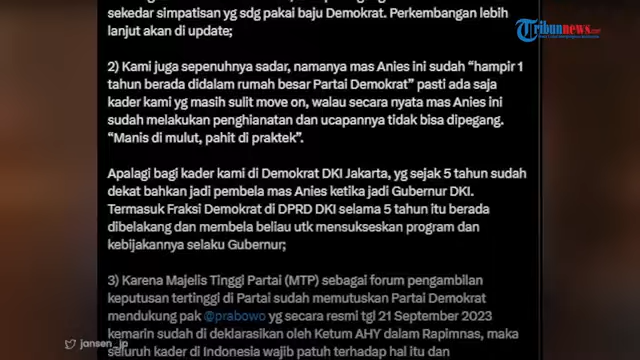 sekedar simpatisan yg sdg pakai baju Demokrat. Perkembangan lebih
lanjut akan di update;
2) Kami juga sepenuhnya sadar, namanya mas Anies ini sudah “hampir 1
tahun berada didalam rumah besar Partai Demokrat” pasti ada saja
kader kami yg masih sulit move on, walau secara nyata mas Anies ini
sudah melakukan penghianatan dan ucapannya tidak bisa dipegang.
“Manis di mulut, pahit di praktek”.
Apalagi bagi kader kami di Demokrat DKI Jakarta, yg sejak 5 tahun sudah
dekat bahkan jadi pembela mas Anies ketika jadi Gubernur DKI.
Termasuk Fraksi Demokrat di DPRD DKI selama 5 tahun itu berada
dibelakang dan membela beliau utk mensukseskan program dan
kebijakannya selaku Gubernur;
3) Karena Majelis Tinggi Partai (MTP) sebagai forum pengambilan
keputusan tertinggi di Partai sudah memutuskan Partai Demokrat
mendukung pak @prabowo yg secara resmi tgl 21 September 2023
kemarin sudah di deklarasikan oleh Ketum AHY dalam Rapimnas, maka
seluruh kader di Indonesia wajib patuh terhadap hal itu dan
Tribunnews.com
jansen_jp